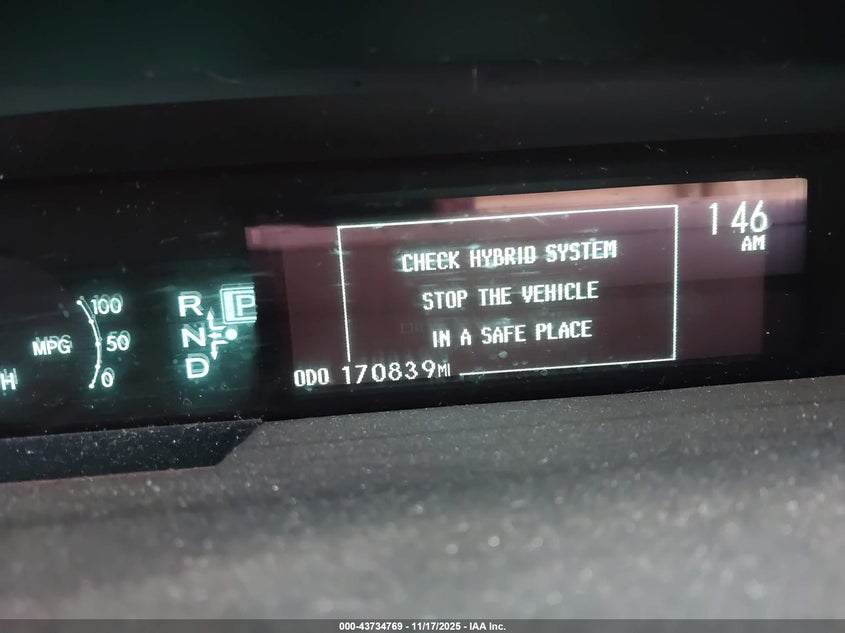 1 46
AM
CHECK HYBRID SYSTEM
STOP THE VEHICLE
IN A SAFE PLACE
ODO 170839MI
100
MPG 50
0
H
R P
N
D
000-43734769 - 11/17/2025 - IAA Inc.